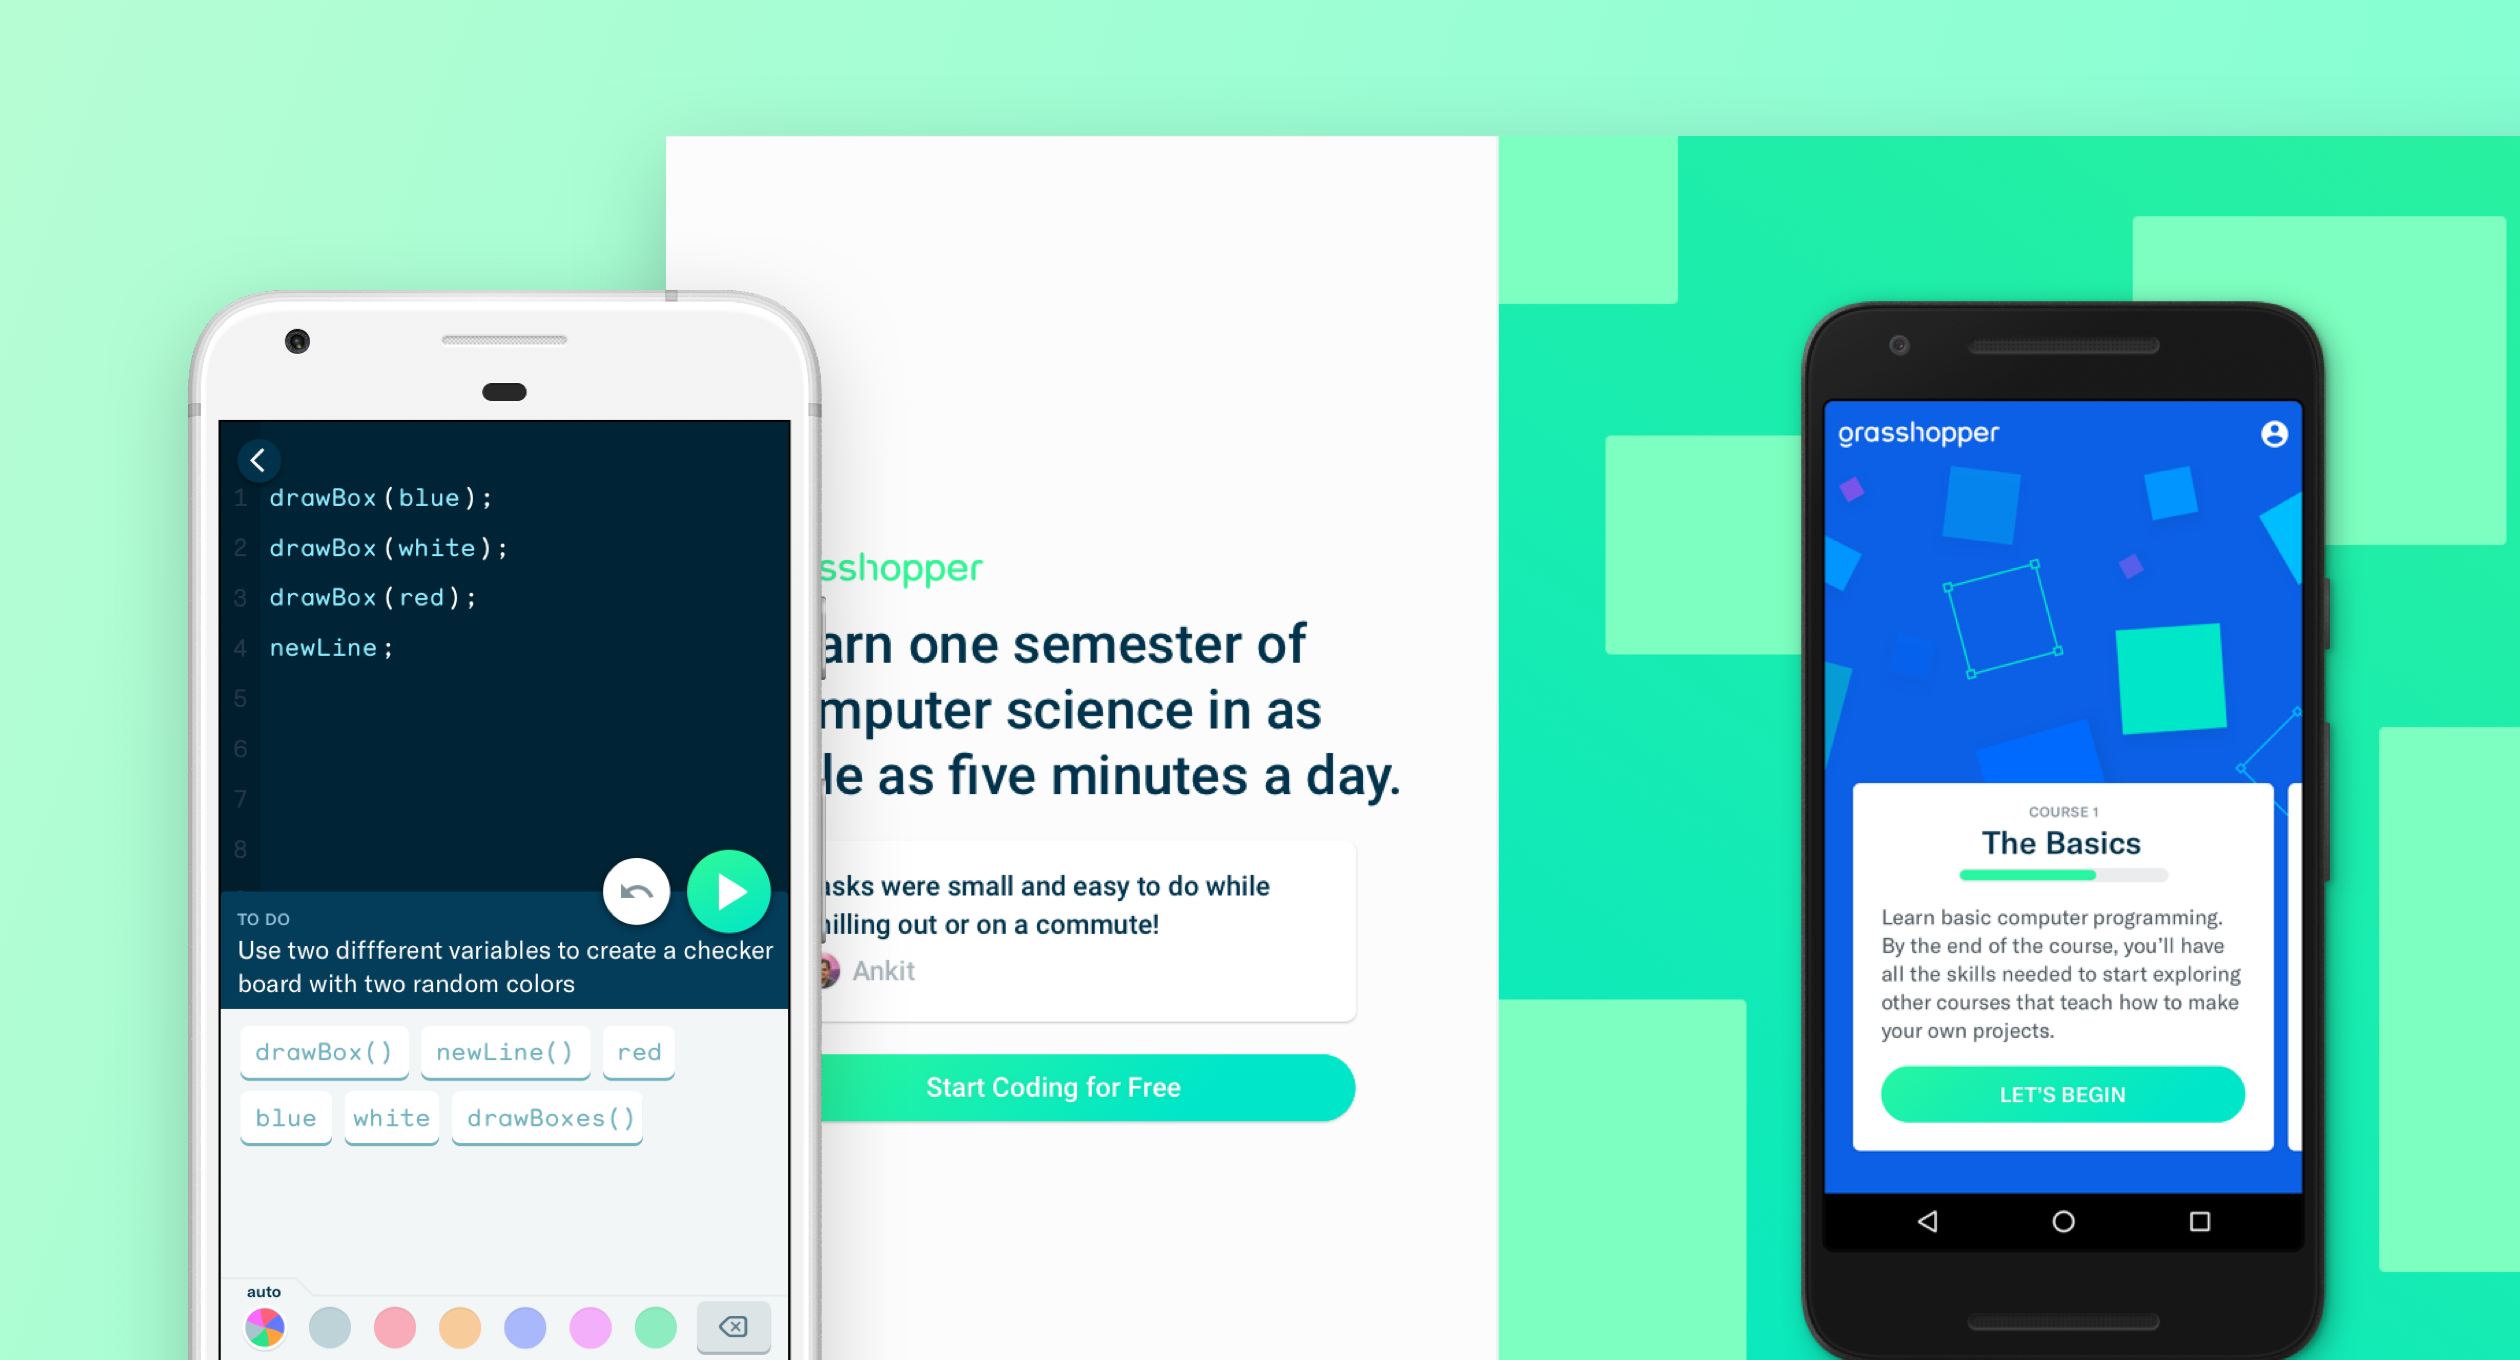 drawBox(blue);
drawBox(white);
drawBox(red);
newLine;
1
2
3
4
5
6
7
8
TO DO
Use two diffferent variables to create a checker
board with two random colors
drawBox() newLine() red
blue white drawBoxes()
auto
sshopper
arn one semester of
mputer science in as
le as five minutes a day.
asks were small and easy to do while
illing out or on a commute!
Ankit
Start Coding for Free
grasshopper
COURSE 1
The Basics
Learn basic computer programming.
By the end of the course, you'll have
all the skills needed to start exploring
other courses that teach how to make
your own projects.
LET'S BEGIN